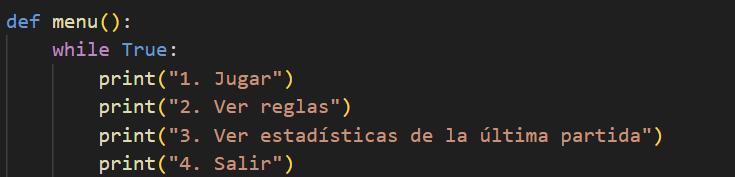 def menu():
    while True:
        print("1. Jugar")
        print("2. Ver reglas")
        print("3. Ver estadísticas de la última partida")
        print("4. Salir")